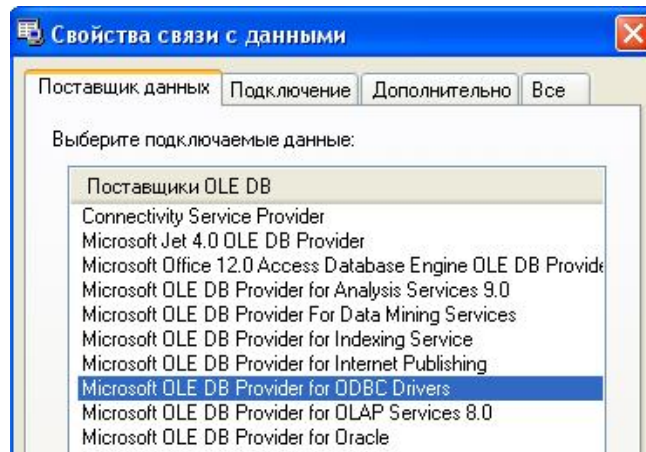 Свойства связи с данными
Поставщик данных Подключение Дополнительно Все
Выберите подключаемые данные:
Поставщики OLE DB
Connectivity Service Provider
Microsoft Jet 4.0 OLE DB Provider
Microsoft Office 12.0 Access Database Engine OLE DB Provide
Microsoft OLE DB Provider for Analysis Services 9.0
Microsoft OLE DB Provider For Data Mining Services
Microsoft OLE DB Provider for Indexing Service
Microsoft OLE DB Provider for Internet Publishing
Microsoft OLE DB Provider for ODBC Drivers
Microsoft OLE DB Provider for OLAP Services 8.0
Microsoft OLE DB Provider for Oracle